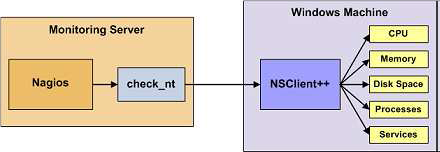 Monitoring Server
Nagios
check_nt
Windows Machine
NSClient++
CPU
Memory
Disk Space
Processes
Services